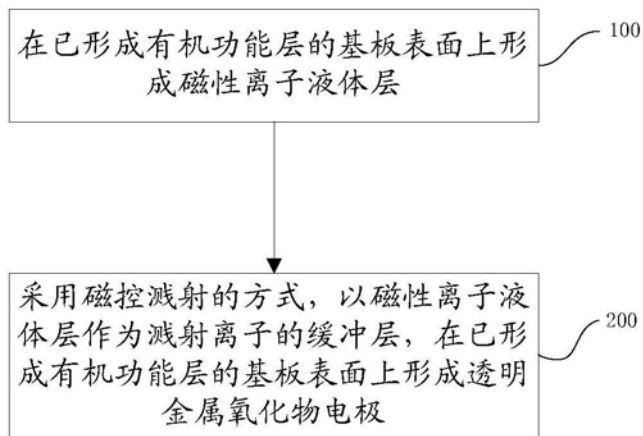 在已形成有机功能层的基板表面上形
成磁性离子液体层
100
采用磁控溅射的方式，以磁性离子液
体层作为溅射离子的缓冲层，在已形
成有机功能层的基板表面上形成透明
金属氧化物电极
200